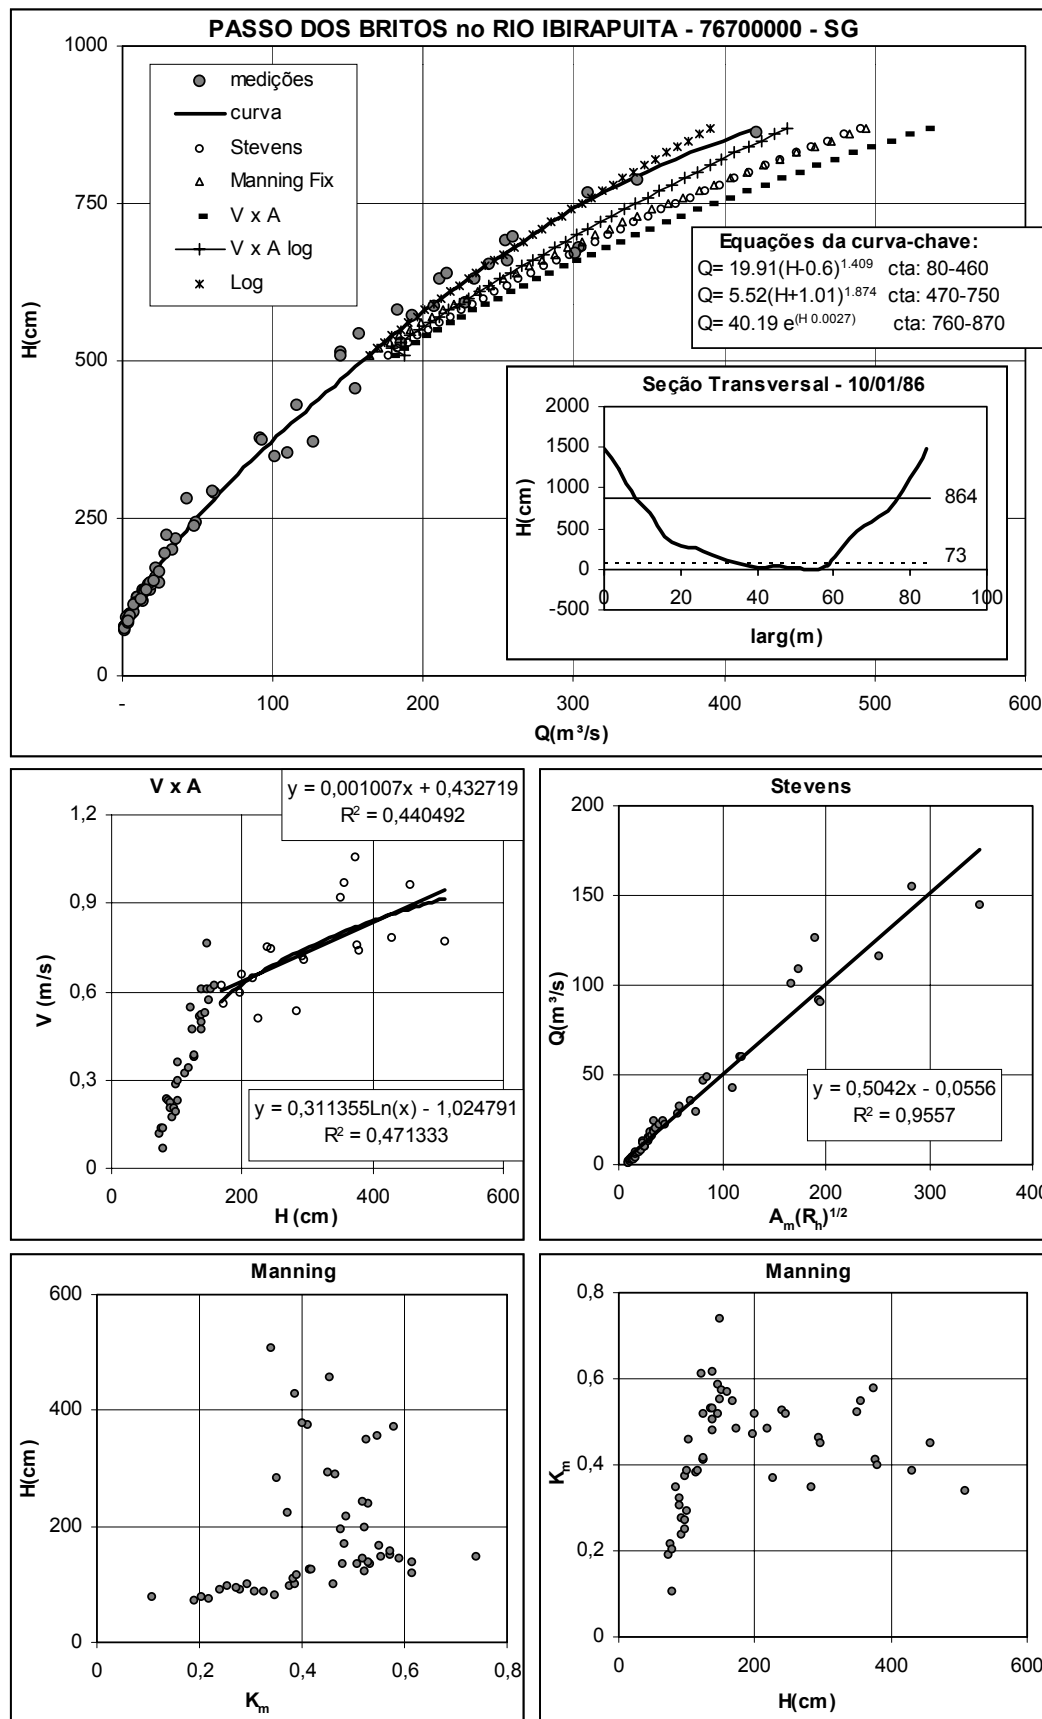 PASSO DOS BRITOS no RIO IBIRAPUITA - 76700000 - SG
1000
750
500
250
0
H(cm)
medições
curva
Stevens
Manning Fix
V x A
V x A log
Log
Equações da curva-chave:
Q= 19.91(H-0.6)^1.409 cta: 80-460
Q= 5.52(H+1.01)^1.874 cta: 470-750
Q= 40.19 e^(H 0.0027) cta: 760-870
Seção Transversal - 10/01/86
2000
1500
1000
500
0
-500
H(cm)
864
73
0 20 40 60 80 100
larg(m)
- 100 200 300 400 500 600
Q(m³/s)
V x A
y = 0,001007x + 0,432719
R² = 0,440492
1,2
0,9
0,6
0,3
0
V (m/s)
y = 0,311355Ln(x) - 1,024791
R² = 0,471333
0 200 400 600
H (cm)
Stevens
200
150
100
50
0
Q(m³/s)
y = 0,5042x - 0,0556
R² = 0,9557
0 100 200 300 400
Aₘ(Rₕ)^1/2
Manning
600
400
200
0
H(cm)
0 0,2 0,4 0,6 0,8
Kₘ
Manning
0,8
0,6
0,4
0,2
0
Kₘ
0 200 400 600
H(cm)